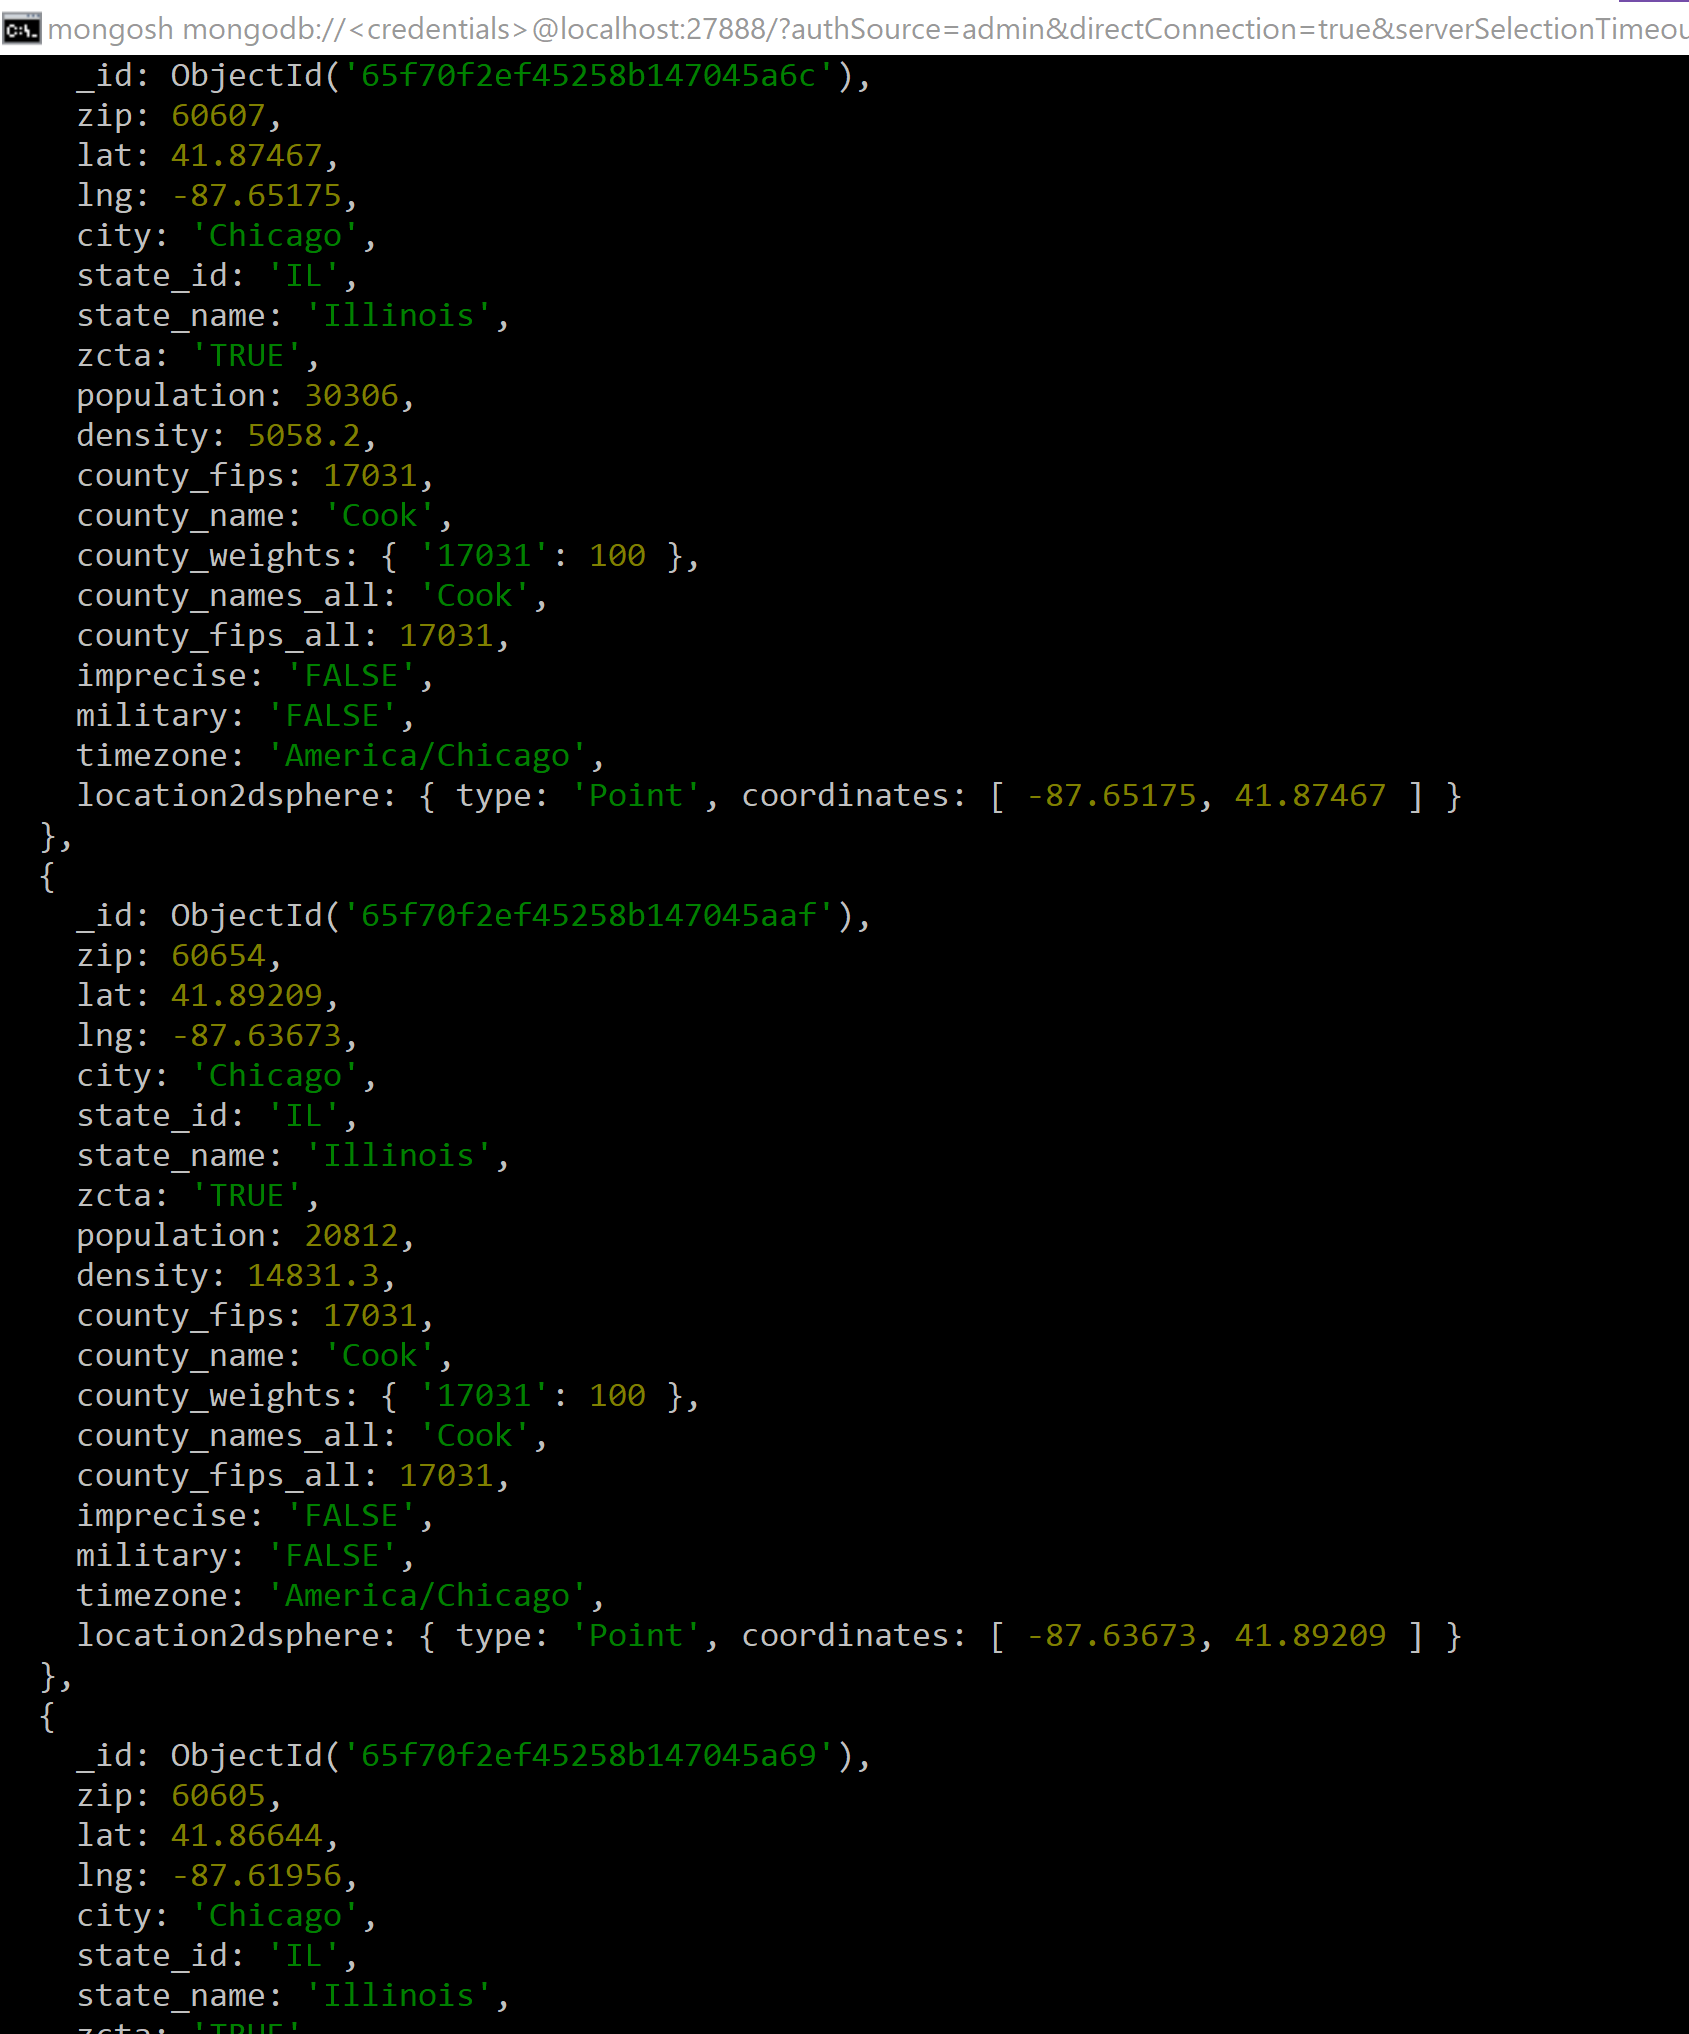 mongosh mongodb://<credentials>@localhost:27888/?authSource=admin&directConnection=true&serverSelectionTimeou
_id: ObjectId('65f70f2ef45258b147045a6c'),
zip: 60607,
lat: 41.87467,
lng: -87.65175,
city: 'Chicago',
state_id: 'IL',
state_name: 'Illinois',
zcta: 'TRUE',
population: 30306,
density: 5058.2,
county_fips: 17031,
county_name: 'Cook',
county_weights: { '17031': 100 },
county_names_all: 'Cook',
county_fips_all: 17031,
imprecise: 'FALSE',
military: 'FALSE',
timezone: 'America/Chicago',
location2dsphere: { type: 'Point', coordinates: [ -87.65175, 41.87467 ] }
},
{
_id: ObjectId('65f70f2ef45258b147045aaf'),
zip: 60654,
lat: 41.89209,
lng: -87.63673,
city: 'Chicago',
state_id: 'IL',
state_name: 'Illinois',
zcta: 'TRUE',
population: 20812,
density: 14831.3,
county_fips: 17031,
county_name: 'Cook',
county_weights: { '17031': 100 },
county_names_all: 'Cook',
county_fips_all: 17031,
imprecise: 'FALSE',
military: 'FALSE',
timezone: 'America/Chicago',
location2dsphere: { type: 'Point', coordinates: [ -87.63673, 41.89209 ] }
},
{
_id: ObjectId('65f70f2ef45258b147045a69'),
zip: 60605,
lat: 41.86644,
lng: -87.61956,
city: 'Chicago',
state_id: 'IL',
state_name: 'Illinois',
zcta: 'TRUE'